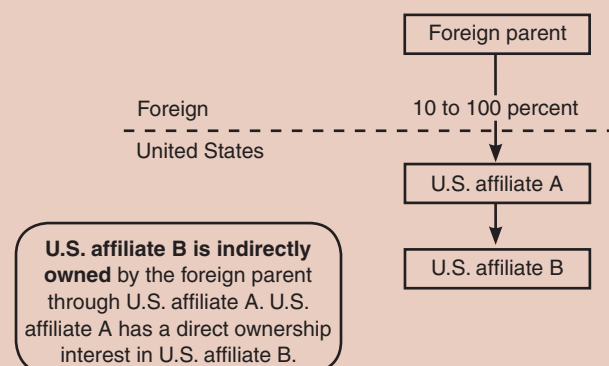 Foreign parent
Foreign
10 to 100 percent
United States
U.S. affiliate A
U.S. affiliate B
U.S. affiliate B is indirectly
owned by the foreign parent
through U.S. affiliate A. U.S.
affiliate A has a direct ownership
interest in U.S. affiliate B.